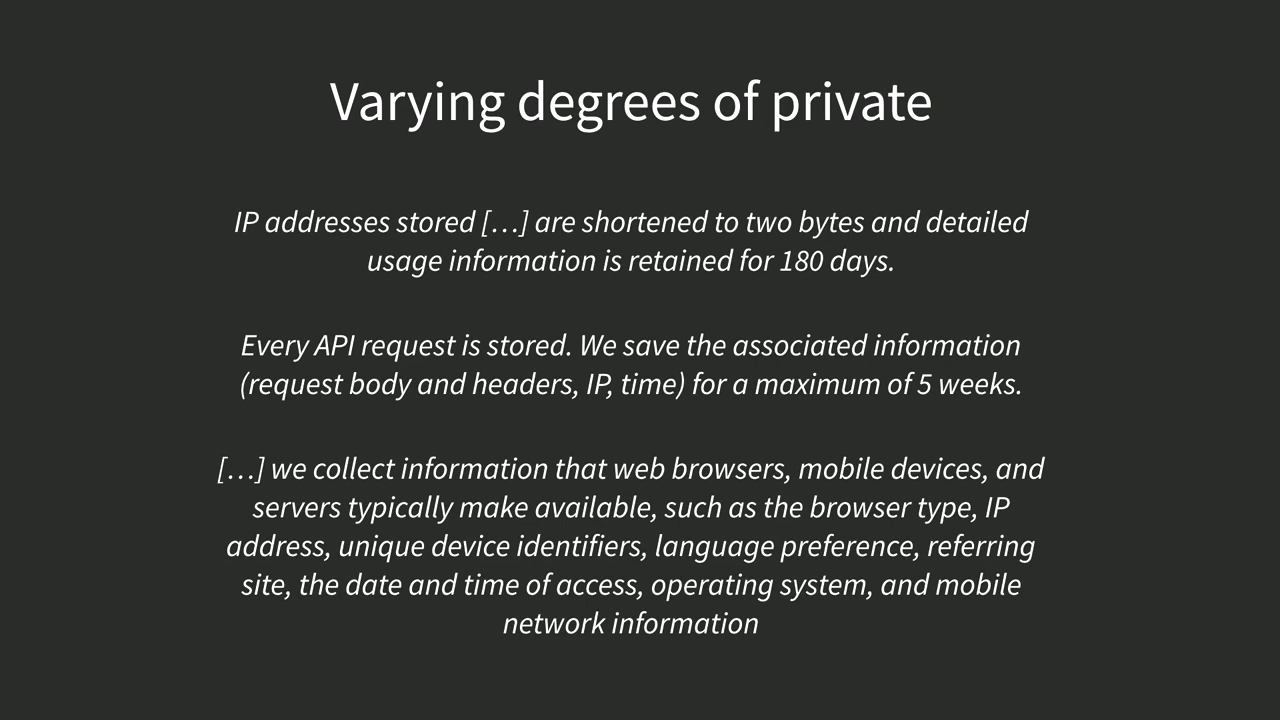 Varying degrees of private
IP addresses stored […] are shortened to two bytes and detailed
usage information is retained for 180 days.
Every API request is stored. We save the associated information
(request body and headers, IP, time) for a maximum of 5 weeks.
[…] we collect information that web browsers, mobile devices, and
servers typically make available, such as the browser type, IP
address, unique device identifiers, language preference, referring
site, the date and time of access, operating system, and mobile
network information